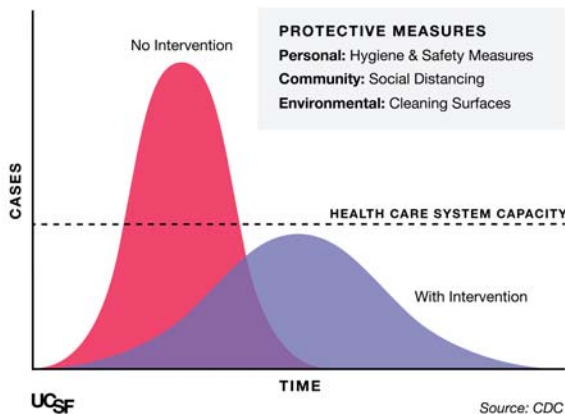 No Intervention
PROTECTIVE MEASURES
Personal: Hygiene & Safety Measures
Community: Social Distancing
Environmental: Cleaning Surfaces
CASES
HEALTH CARE SYSTEM CAPACITY
With Intervention
TIME
UCSF
Source: CDC